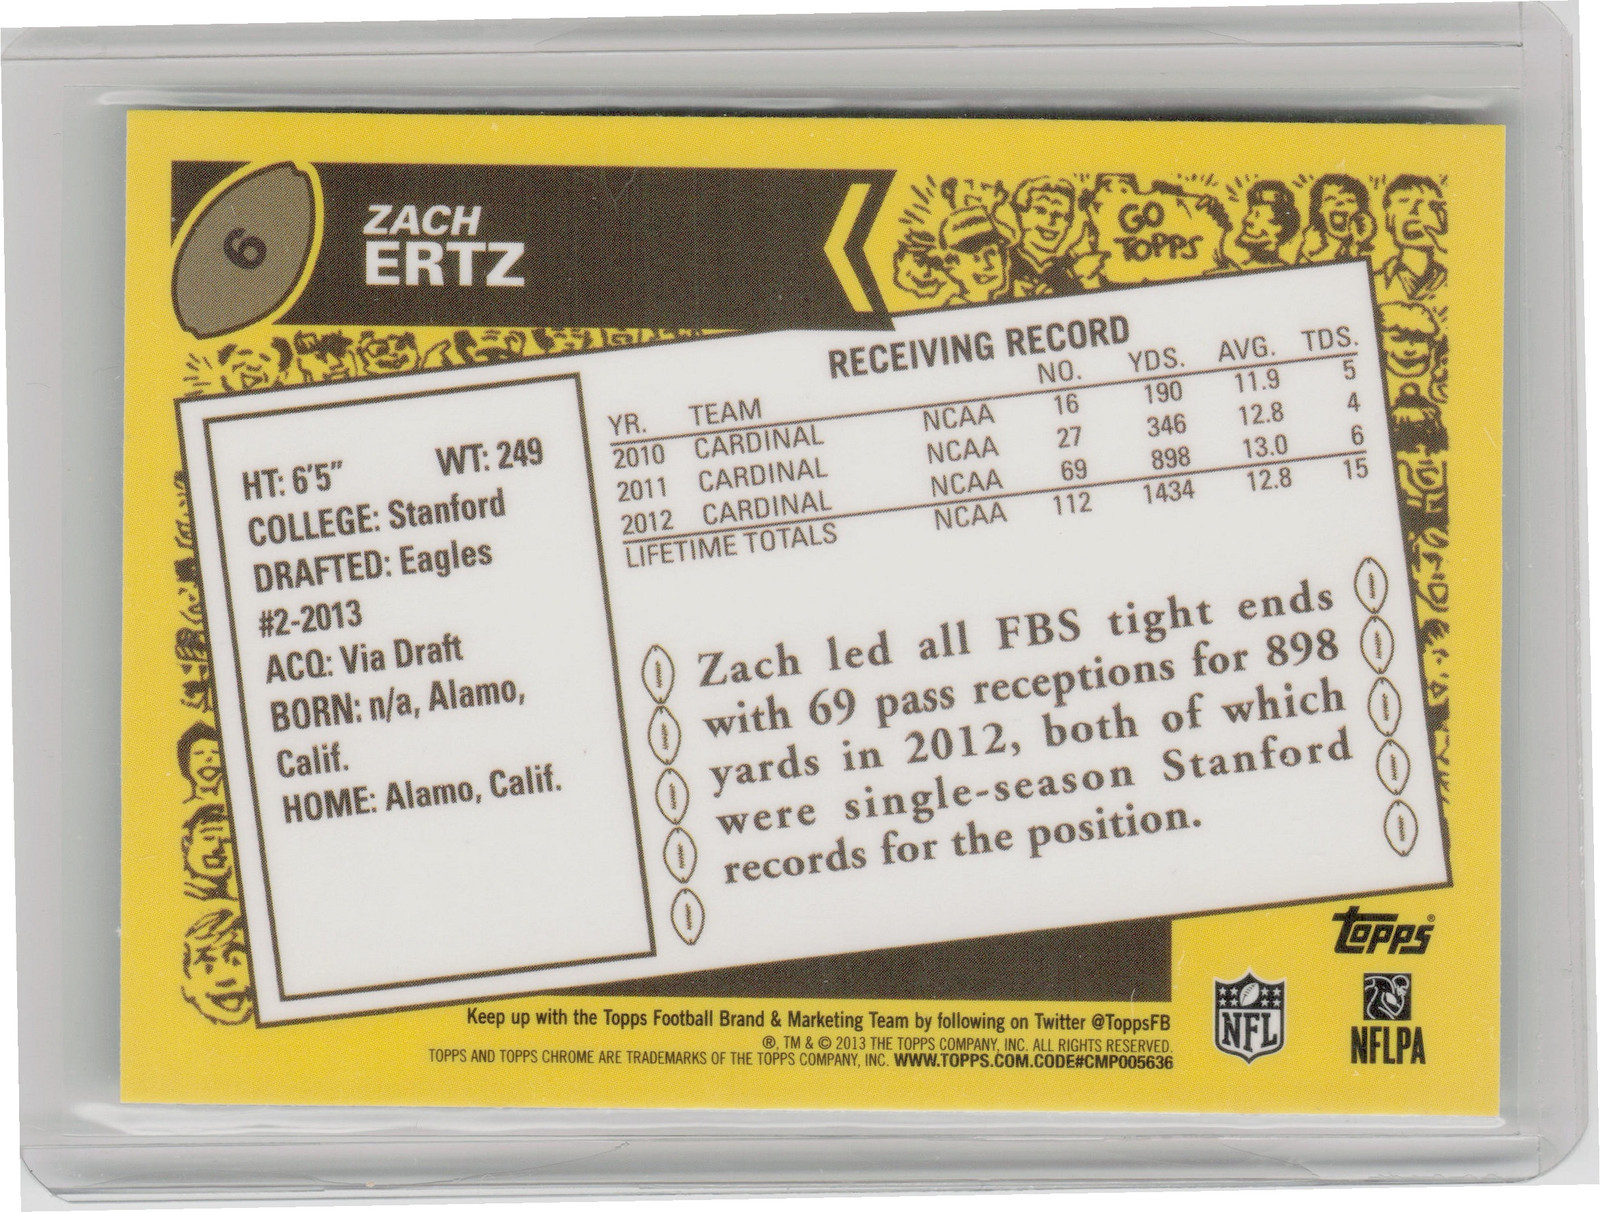 6
ZACH
ERTZ
GO
TOPPS
RECEIVING RECORD
YR. TEAM NO. YDS. AVG. TDS.
2010 CARDINAL NCAA 16 190 11.9 5
2011 CARDINAL NCAA 27 346 12.8 4
2012 CARDINAL NCAA 69 898 13.0 6
LIFETIME TOTALS NCAA 112 1434 12.8 15
HT: 6'5" WT: 249
COLLEGE: Stanford
DRAFTED: Eagles
#2-2013
ACQ: Via Draft
BORN: n/a, Alamo,
Calif.
HOME: Alamo, Calif.
Zach led all FBS tight ends
with 69 pass receptions for 898
yards in 2012, both of which
were single-season Stanford
records for the position.
topps®
Keep up with the Topps Football Brand & Marketing Team by following on Twitter @ToppsFB
®, TM & © 2013 THE TOPPS COMPANY, INC. ALL RIGHTS RESERVED.
TOPPS AND TOPPS CHROME ARE TRADEMARKS OF THE TOPPS COMPANY, INC. WWW.TOPPS.COM.CODE#CMP005636
NFL
NFLPA